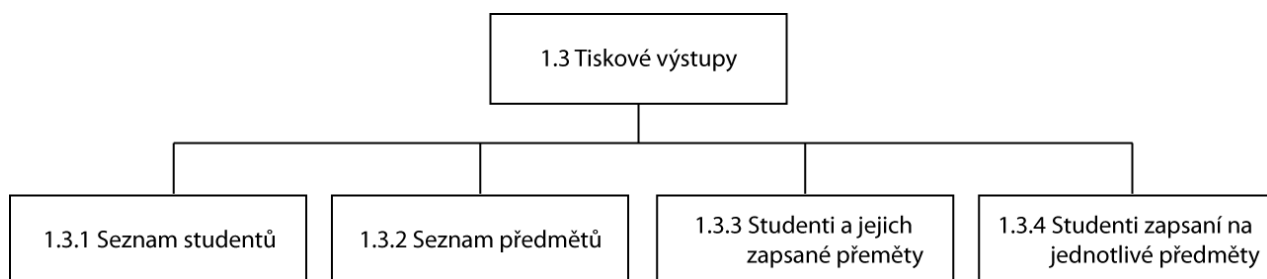 1.3 Tiskové výstupy
1.3.1 Seznam studentů
1.3.2 Seznam předmětů
1.3.3 Studenti a jejich
zapsané přeměty
1.3.4 Studenti zapsaní na
jednotlivé předměty